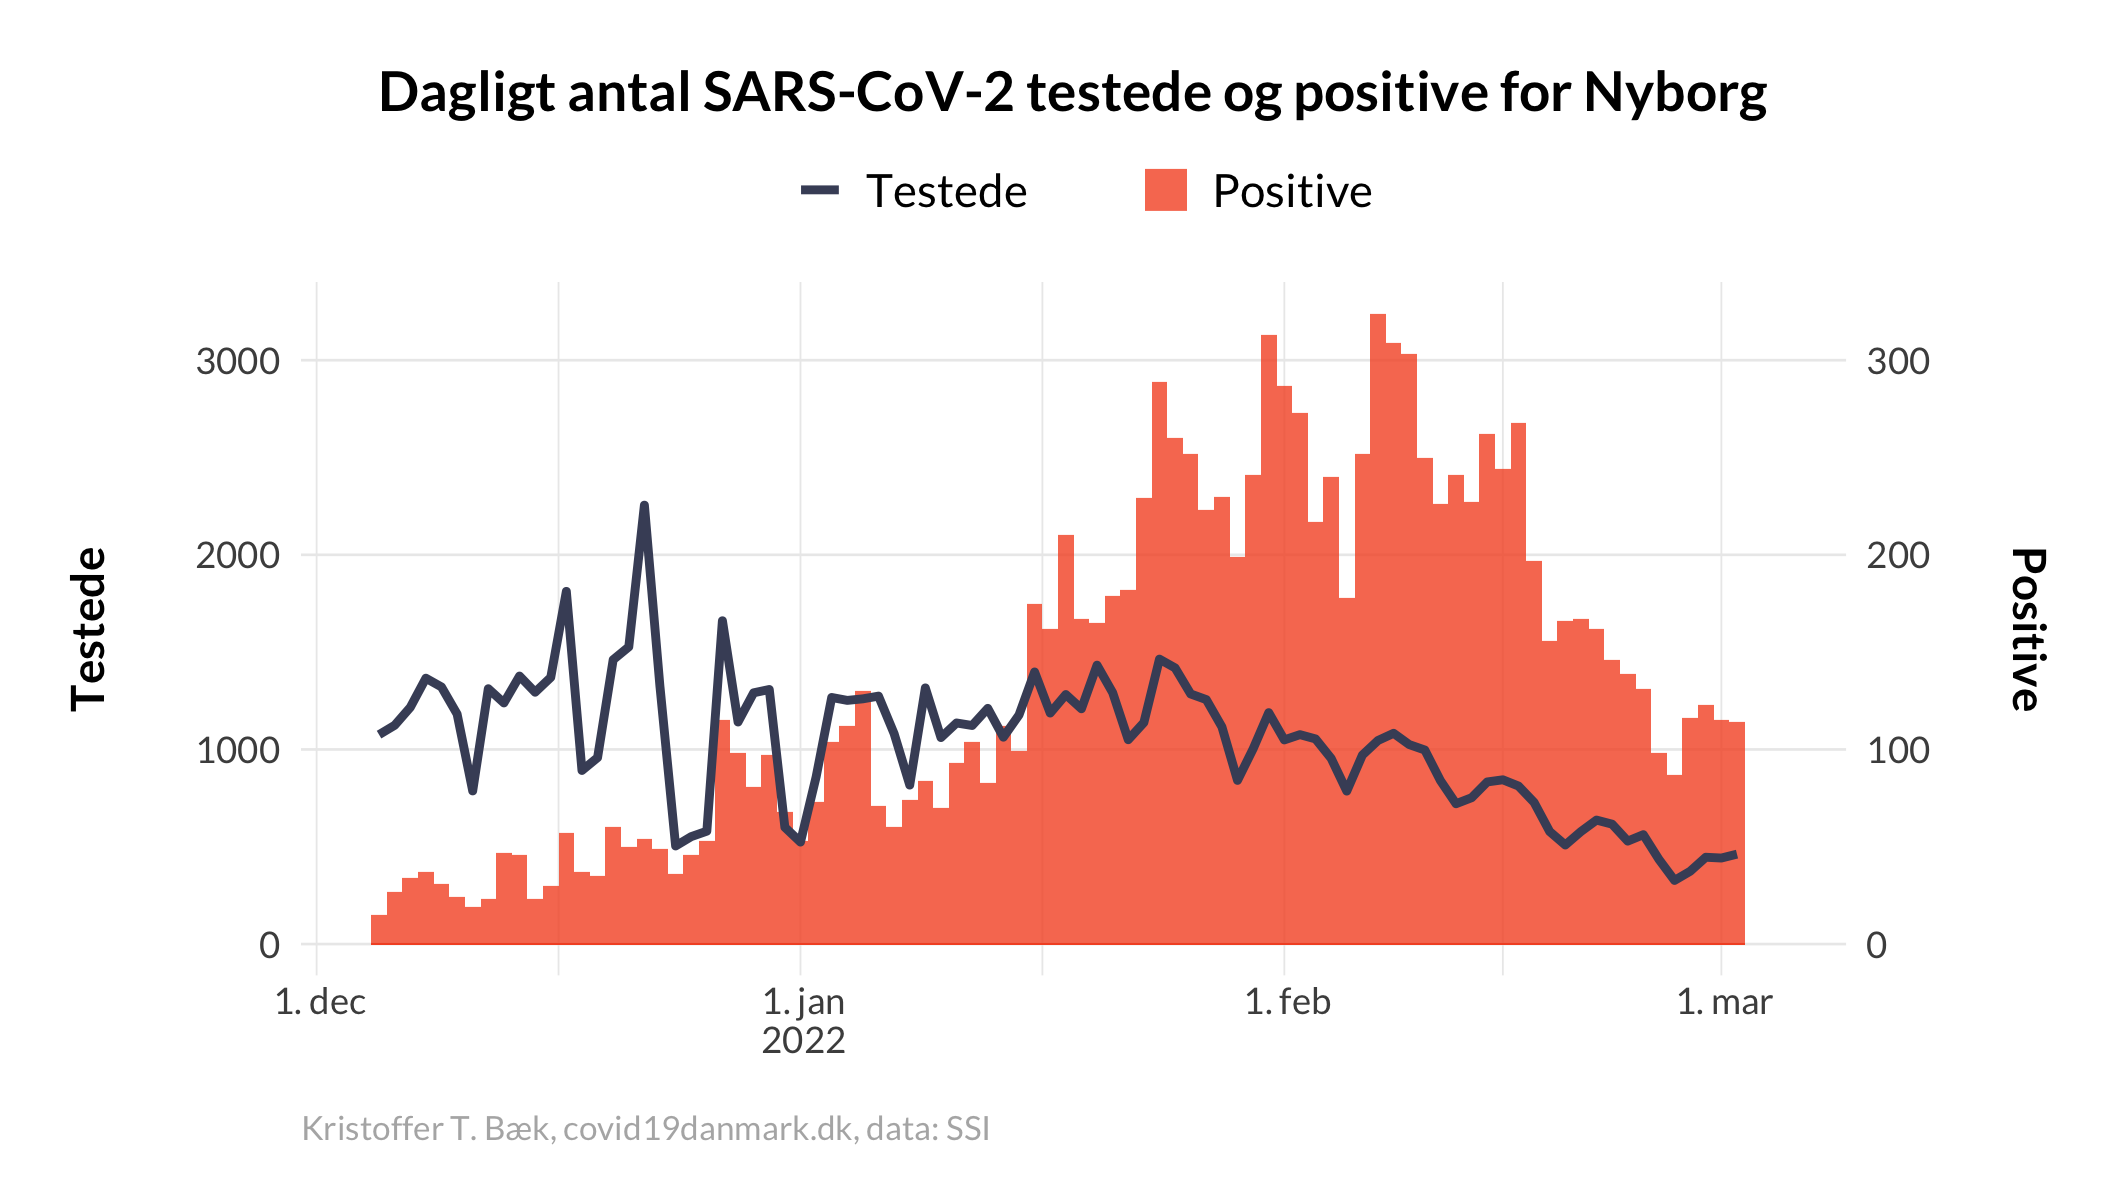 Dagligt antal SARS-CoV-2 testede og positive for Nyborg
Testede
Positive
3000
2000
1000
0
300
200
100
0
Testede
Positive
1. dec
1. jan
2022
1. feb
1. mar
Kristoffer T. Bæk, covid19danmark.dk, data: SSI